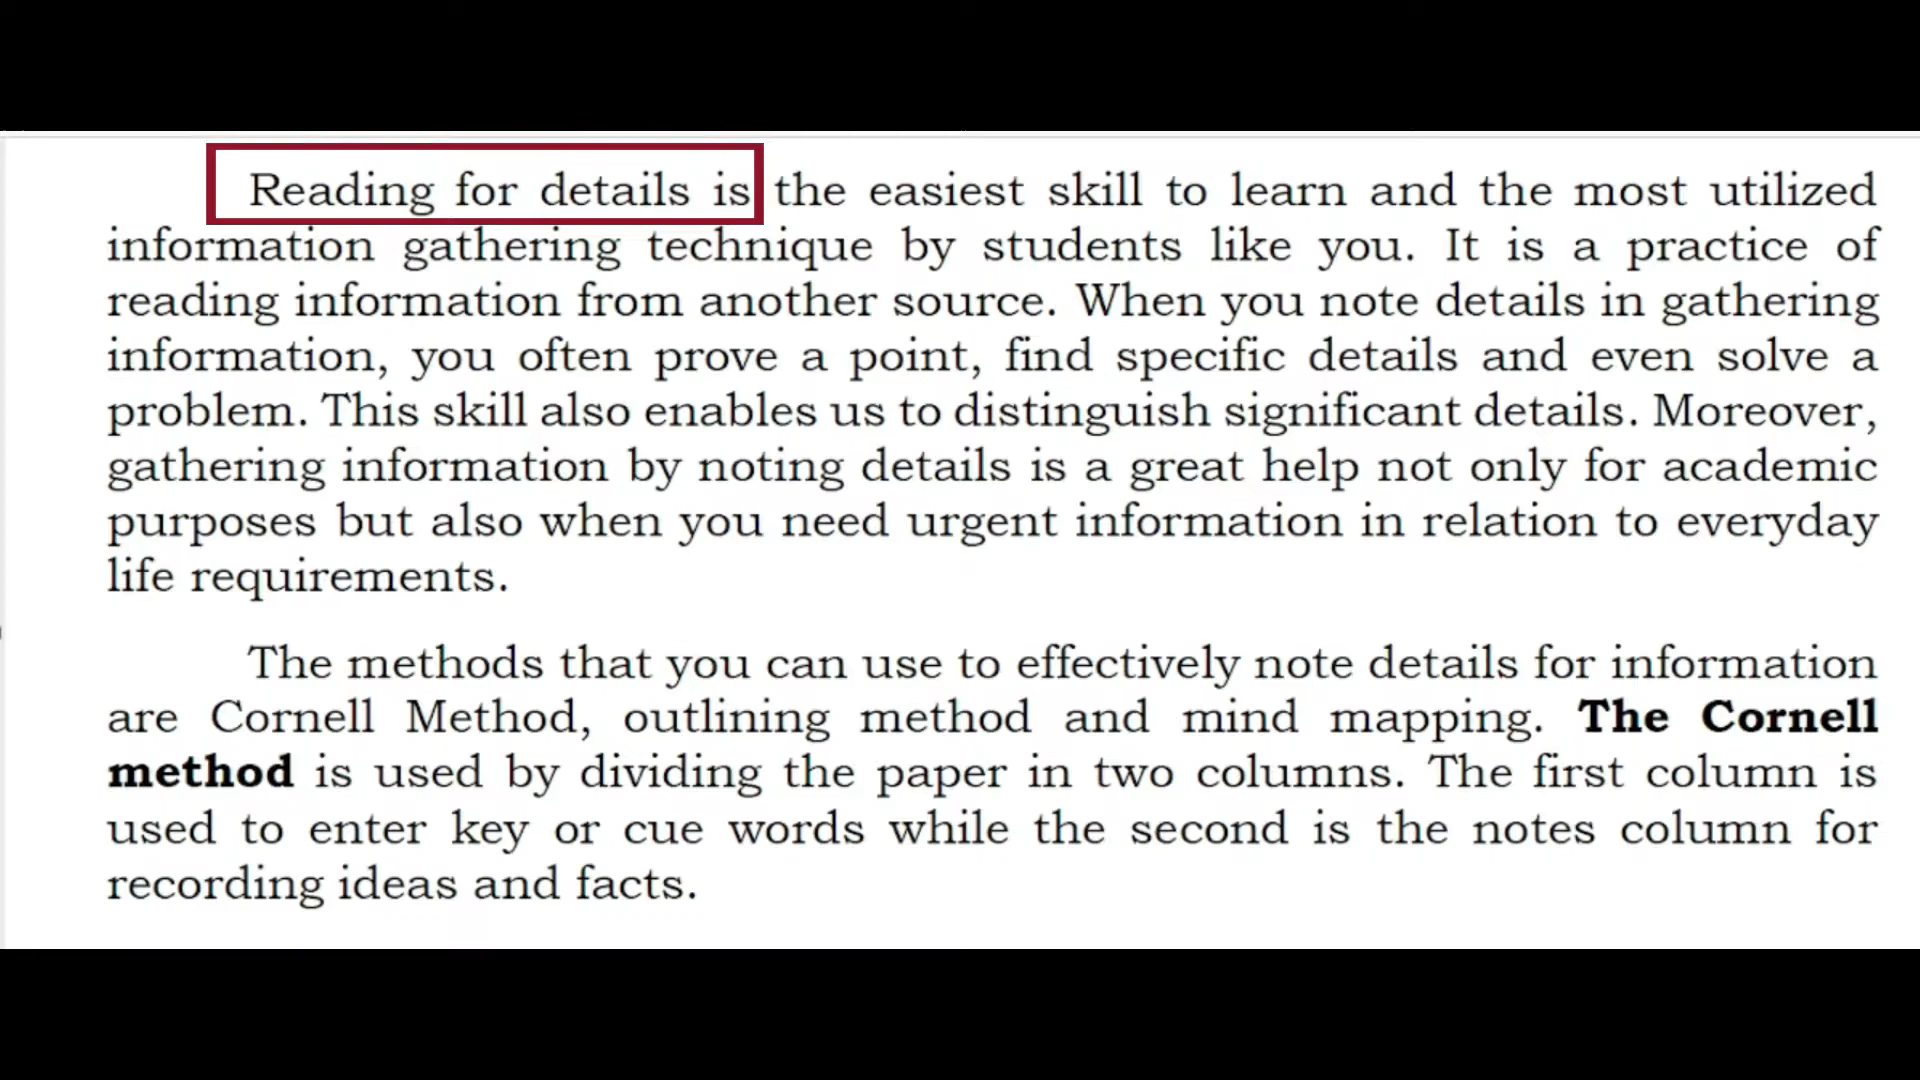 Reading for details is the easiest skill to learn and the most utilized
information gathering technique by students like you. It is a practice of
reading information from another source. When you note details in gathering
information, you often prove a point, find specific details and even solve a
problem. This skill also enables us to distinguish significant details. Moreover,
gathering information by noting details is a great help not only for academic
purposes but also when you need urgent information in relation to everyday
life requirements.
The methods that you can use to effectively note details for information
are Cornell Method, outlining method and mind mapping. The Cornell
method is used by dividing the paper in two columns. The first column is
used to enter key or cue words while the second is the notes column for
recording ideas and facts.